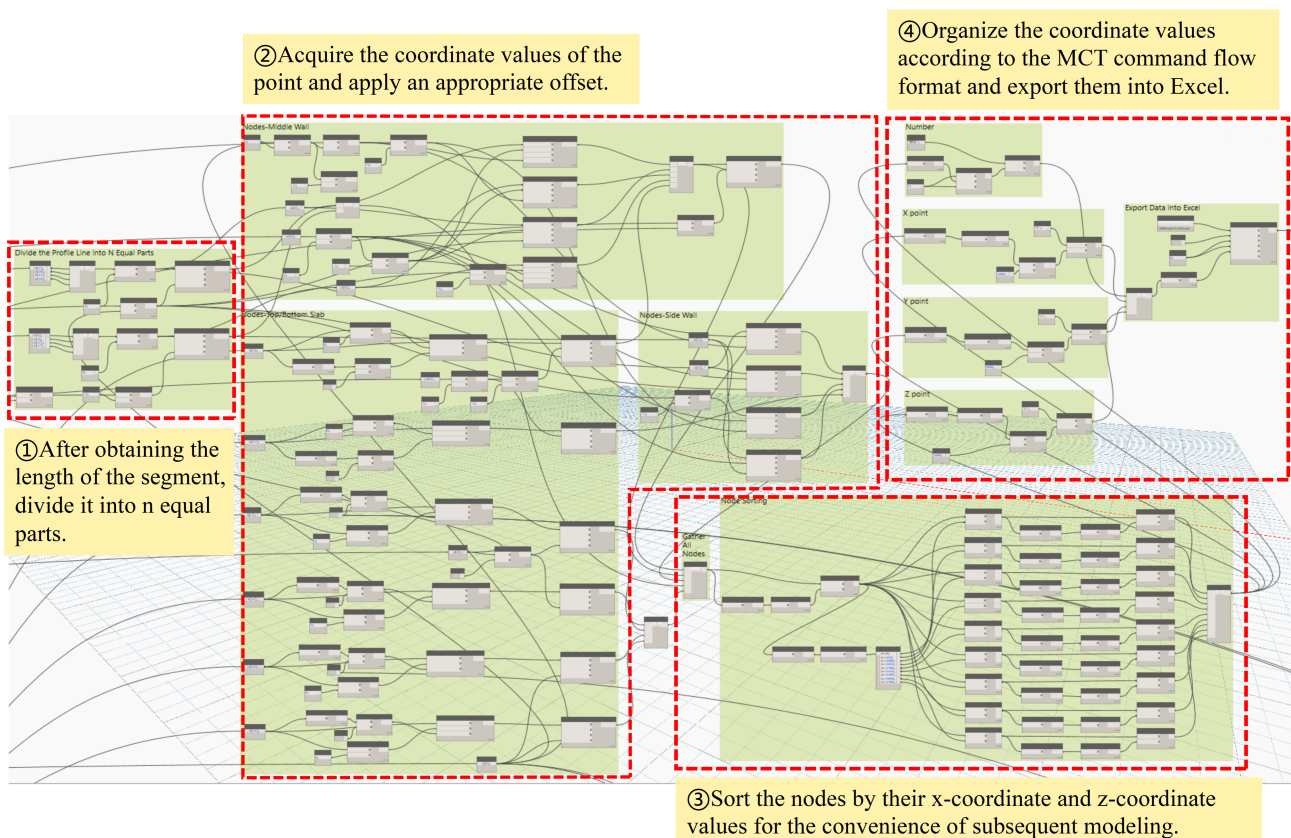 ②Acquire the coordinate values of the
point and apply an appropriate offset.
④Organize the coordinate values
according to the MCT command flow
format and export them into Excel.
Nodes-Middle Wall
Number
X point
Export Data into Excel
Divide the Profile Line into N Equal Parts
Nodes-Top/Bottom Slab
Nodes-Side Wall
Y point
Z point
①After obtaining the
length of the segment,
divide it into n equal
parts.
Node Sorting
Gather
All
Nodes
③Sort the nodes by their x-coordinate and z-coordinate
values for the convenience of subsequent modeling.